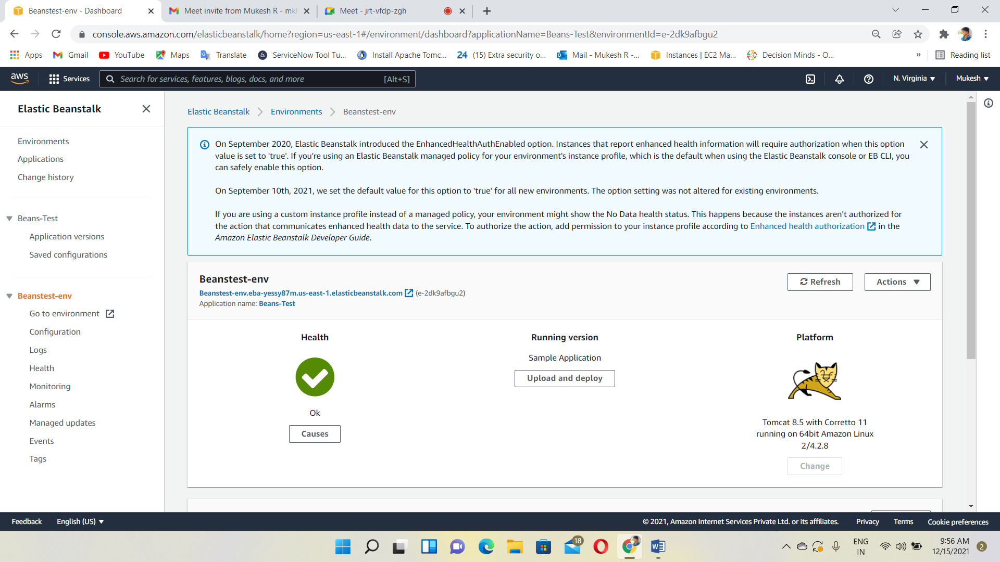 Beanstest-env - Dashboard
Meet invite from Mukesh R - mkh
Meet - jrt-vfdp-zgh
console.aws.amazon.com/elasticbeanstalk/home?region=us-east-1#/environment/dashboard?applicationName=Beans-Test&environmentId=e-2dk9afbgu2
Apps
Gmail
YouTube
Maps
Translate
ServiceNow Tool Tu...
Install Apache Tomc...
24 (15) Extra security o...
Mail - Mukesh R -...
Instances | EC2 Ma...
Decision Minds - O...
»
Reading list
aws
Services
Search for services, features, blogs, docs, and more
[Alt+S]
N. Virginia
Mukesh
Elastic Beanstalk
Environments
Applications
Change history
Beans-Test
Application versions
Saved configurations
Beanstest-env
Go to environment
Configuration
Logs
Health
Monitoring
Alarms
Managed updates
Events
Tags
Elastic Beanstalk
Environments
Beanstest-env
On September 2020, Elastic Beanstalk introduced the EnhancedHealthAuthEnabled option. Instances that report enhanced health information will require authorization when this option
value is set to 'true'. If you're using an Elastic Beanstalk managed policy for your environment's instance profile, which is the default when using the Elastic Beanstalk console or EB CLI, you
can safely enable this option.
On September 10th, 2021, we set the default value for this option to 'true' for all new environments. The option setting was not altered for existing environments.
If you are using a custom instance profile instead of a managed policy, your environment might show the No Data health status. This happens because the instances aren't authorized for
the action that communicates enhanced health data to the service. To authorize the action, add permission to your instance profile according to Enhanced health authorization in the
Amazon Elastic Beanstalk Developer Guide.
Beanstest-env
Beanstest-env.eba-yessy87m.us-east-1.elasticbeanstalk.com (e-2dk9afbgu2)
Application name: Beans-Test
Refresh
Actions
Health
Ok
Causes
Running version
Sample Application
Upload and deploy
Platform
Tomcat 8.5 with Corretto 11
running on 64bit Amazon Linux
2/4.2.8
Change
Feedback
English (US)
© 2021, Amazon Internet Services Private Ltd. or its affiliates.
Privacy
Terms
Cookie preferences
18
ENG
IN
9:56 AM
12/15/2021
2